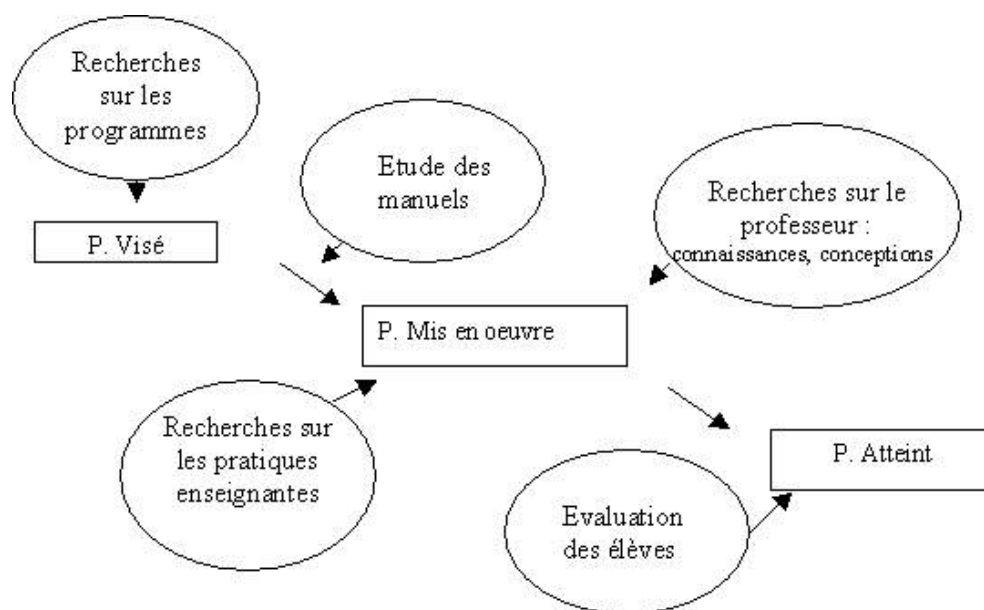 Recherches
sur les
programmes
P. Visé
Etude des
manuels
Recherches sur le
professeur :
connaissances, conceptions
P. Mis en oeuvre
Recherches sur
les pratiques
enseignantes
P. Atteint
Evaluation
des élèves